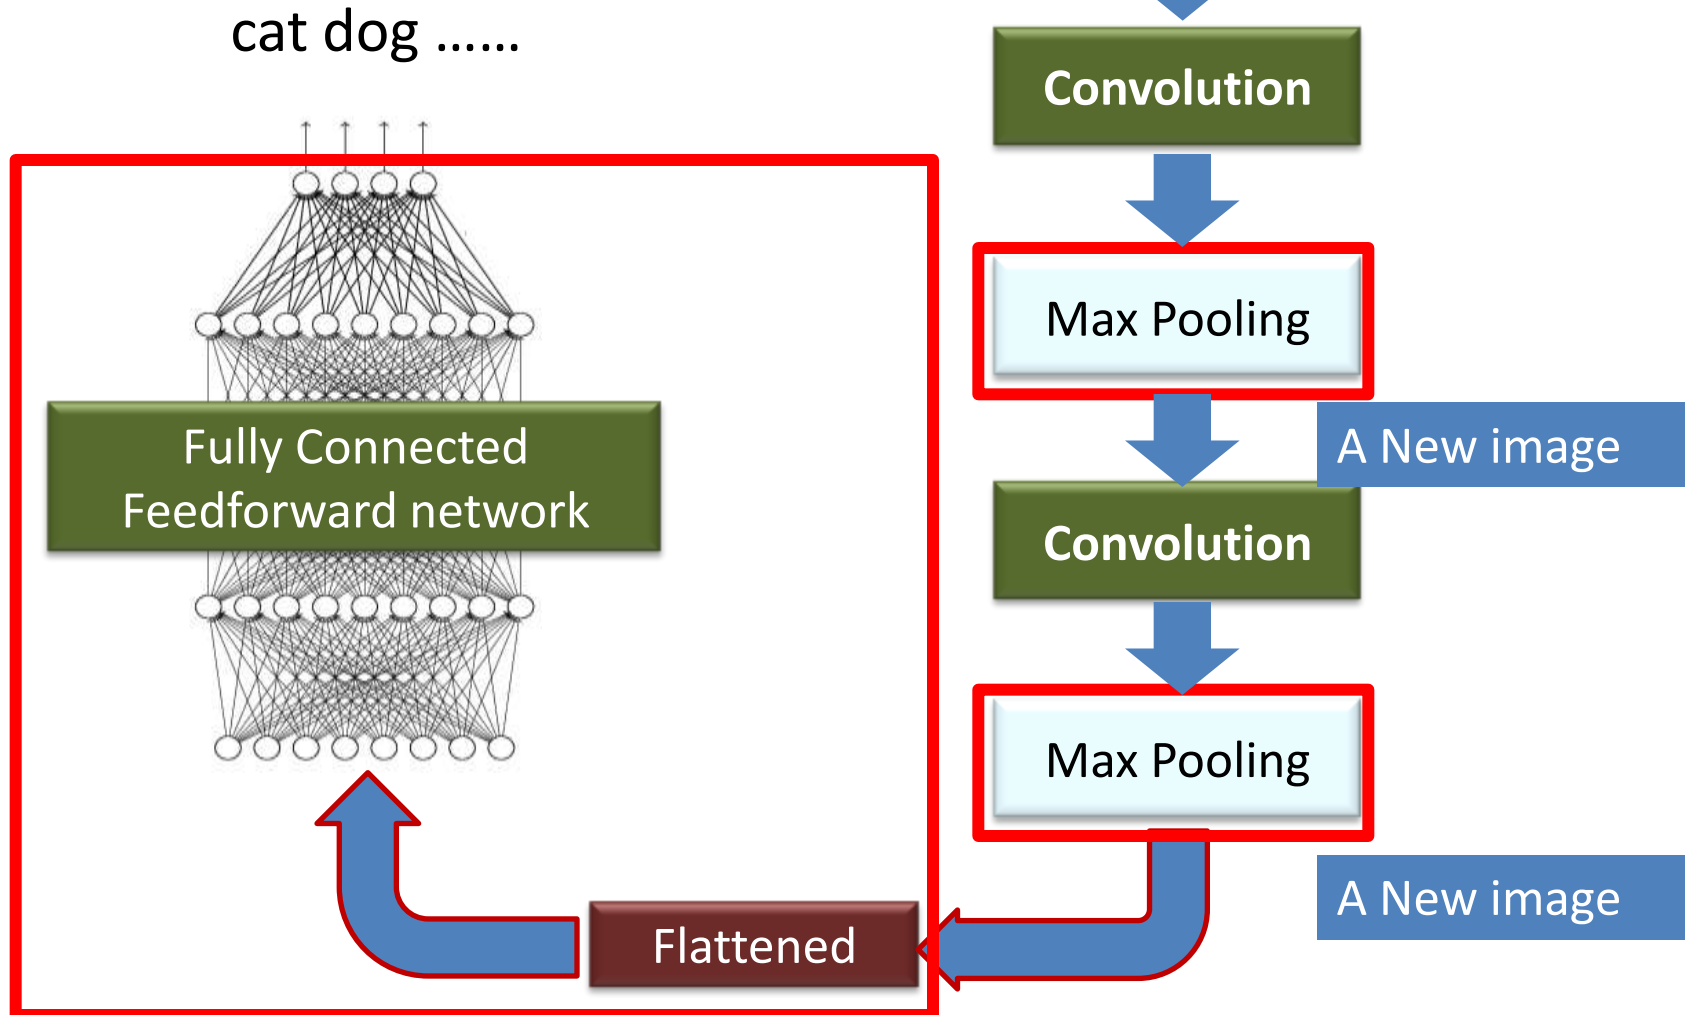 cat dog ......
Convolution
Max Pooling
A New image
Fully Connected
Feedforward network
Convolution
Max Pooling
A New image
Flattened